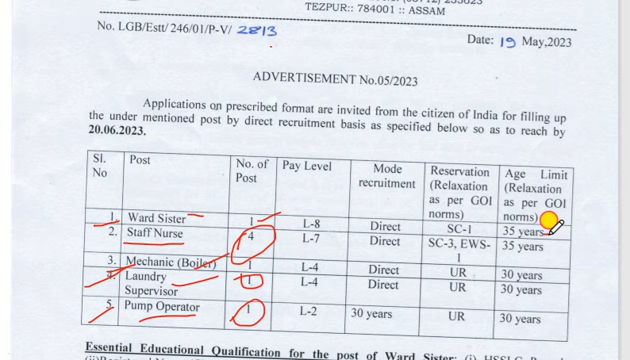 TEZPUR:: 784001 :: ASSAM
No. LGB/Estt/ 246/01/P-V/ 2813
Date: 19 May,2023
ADVERTISEMENT No.05/2023
Applications on prescribed format are invited from the citizen of India for filling up
the under mentioned post by direct recruitment basis as specified below so as to reach by
20.06.2023.
Sl. No Post No. of Post Pay Level Mode recruitment Reservation (Relaxation as per GOI norms) Age Limit (Relaxation as per GOI norms)
1. Ward Sister 1 L-8 Direct SC-1 35 years
2. Staff Nurse 4 L-7 Direct SC-3, EWS-1 35 years
3. Mechanic (Boiler) 1 L-4 Direct UR 30 years
4. Laundry Supervisor 1 L-4 Direct UR 30 years
5. Pump Operator 1 L-2 30 years UR 30 years
Essential Educational Qualification for the post of Ward Sister: (i)